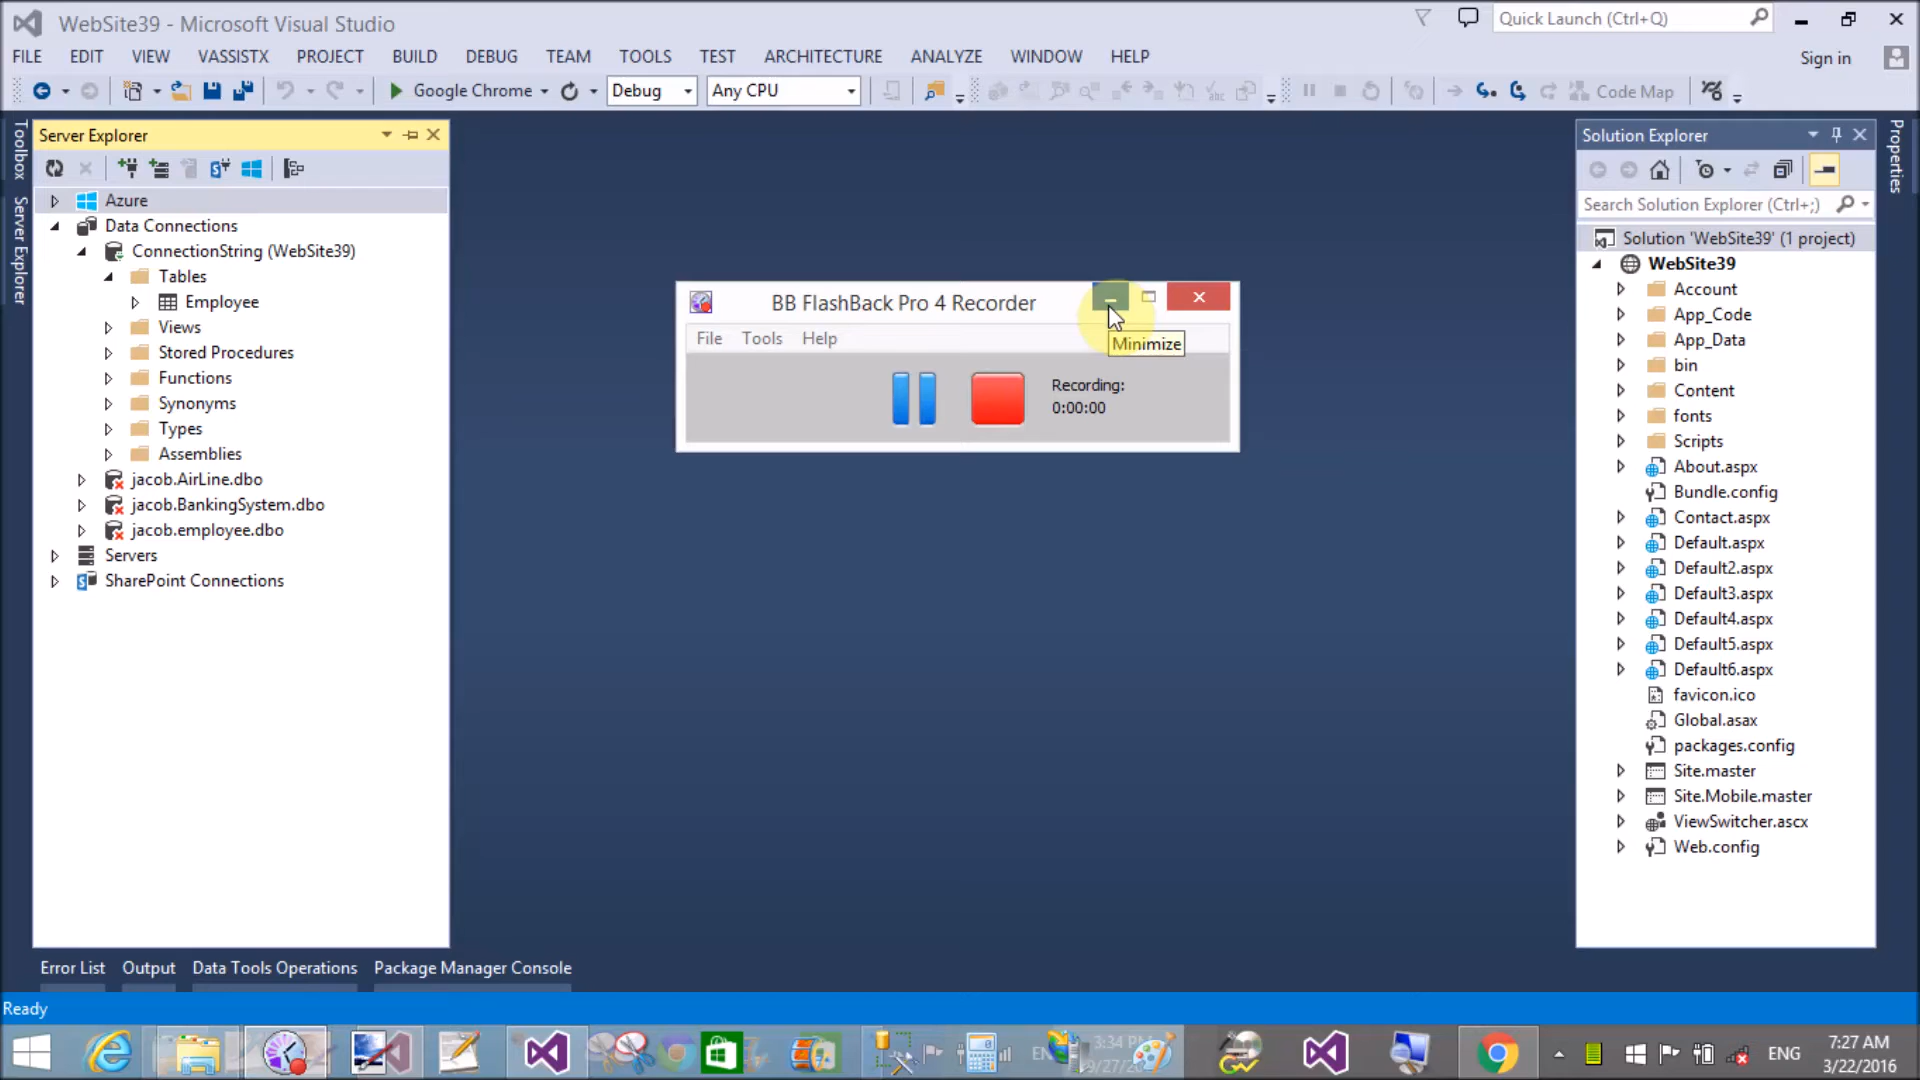 WebSite39 - Microsoft Visual Studio
Quick Launch (Ctrl+Q)
FILE EDIT VIEW VASSISTX PROJECT BUILD DEBUG TEAM TOOLS TEST ARCHITECTURE ANALYZE WINDOW HELP
Sign in
Google Chrome Debug Any CPU Code Map
Toolbox
Server Explorer
Server Explorer
Azure
Data Connections
ConnectionString (WebSite39)
Tables
Employee
Views
Stored Procedures
Functions
Synonyms
Types
Assemblies
jacob.AirLine.dbo
jacob.BankingSystem.dbo
jacob.employee.dbo
Servers
SharePoint Connections
BB FlashBack Pro 4 Recorder
File Tools Help
Minimize
Recording:
0:00:00
Solution Explorer
Search Solution Explorer (Ctrl+;)
Solution 'WebSite39' (1 project)
WebSite39
Account
App_Code
App_Data
bin
Content
fonts
Scripts
About.aspx
Bundle.config
Contact.aspx
Default.aspx
Default2.aspx
Default3.aspx
Default4.aspx
Default5.aspx
Default6.aspx
favicon.ico
Global.asax
packages.config
Site.master
Site.Mobile.master
ViewSwitcher.ascx
Web.config
Properties
Error List Output Data Tools Operations Package Manager Console
Ready
ENG
7:27 AM
3/22/2016